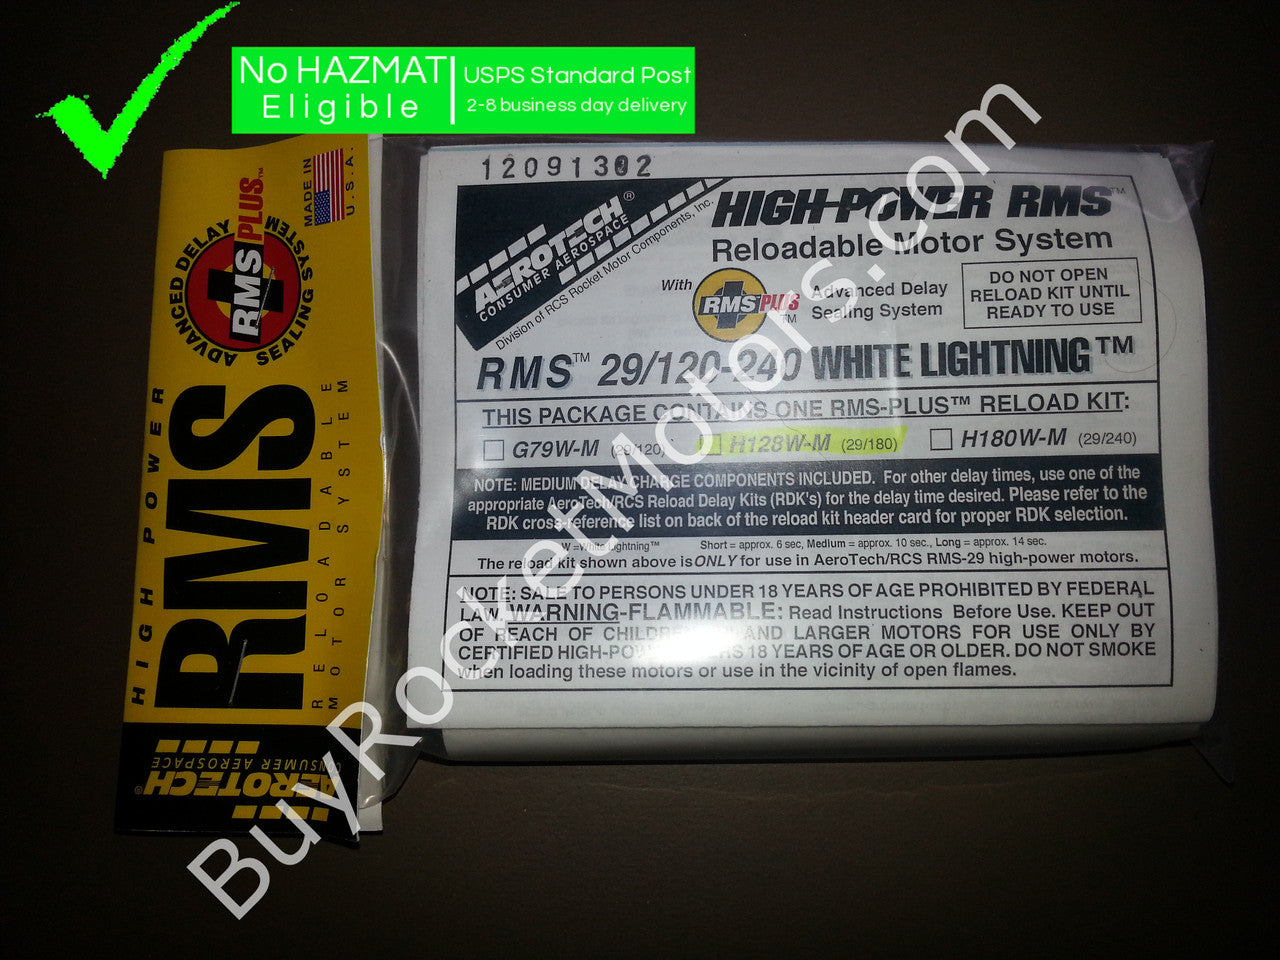 No HAZMAT
Eligible
USPS Standard Post
2-8 business day delivery
MADE IN
U.S.A.
ADVANCED DELAY
RMS PLUS™
SEALING SYSTEM
HIGH POWER
RMS
RELOADABLE
MOTOR SYSTEM
AEROTECH®
CONSUMER AEROSPACE
12091302
AEROTECH®
CONSUMER AEROSPACE
Division of RCS Rocket Motor Components, Inc.
HIGH-POWER RMS™
Reloadable Motor System
With
RMS PLUS™
Advanced Delay
Sealing System
DO NOT OPEN
RELOAD KIT UNTIL
READY TO USE
RMS™ 29/120-240 WHITE LIGHTNING™
THIS PACKAGE CONTAINS ONE RMS-PLUS™ RELOAD KIT:
G79W-M (29/120)
H128W-M (29/180)
H180W-M (29/240)
NOTE: MEDIUM DELAY/CHARGE COMPONENTS INCLUDED. For other delay times, use one of the
appropriate AeroTech/RCS Reload Delay Kits (RDK's) for the delay time desired. Please refer to the
RDK cross-reference list on back of the reload kit header card for proper RDK selection.
W =White Lightning™ Short = approx. 6 sec, Medium = approx. 10 sec., Long = approx. 14 sec.
The reload kit shown above is ONLY for use in AeroTech/RCS RMS-29 high-power motors.
NOTE: SALE TO PERSONS UNDER 18 YEARS OF AGE PROHIBITED BY FEDERAL
LAW. WARNING-FLAMMABLE: Read Instructions Before Use. KEEP OUT
OF REACH OF CHILDREN. AND LARGER MOTORS FOR USE ONLY BY
CERTIFIED HIGH-POWER 18 YEARS OF AGE OR OLDER. DO NOT SMOKE
when loading these motors or use in the vicinity of open flames.
BuyRocketMotors.com